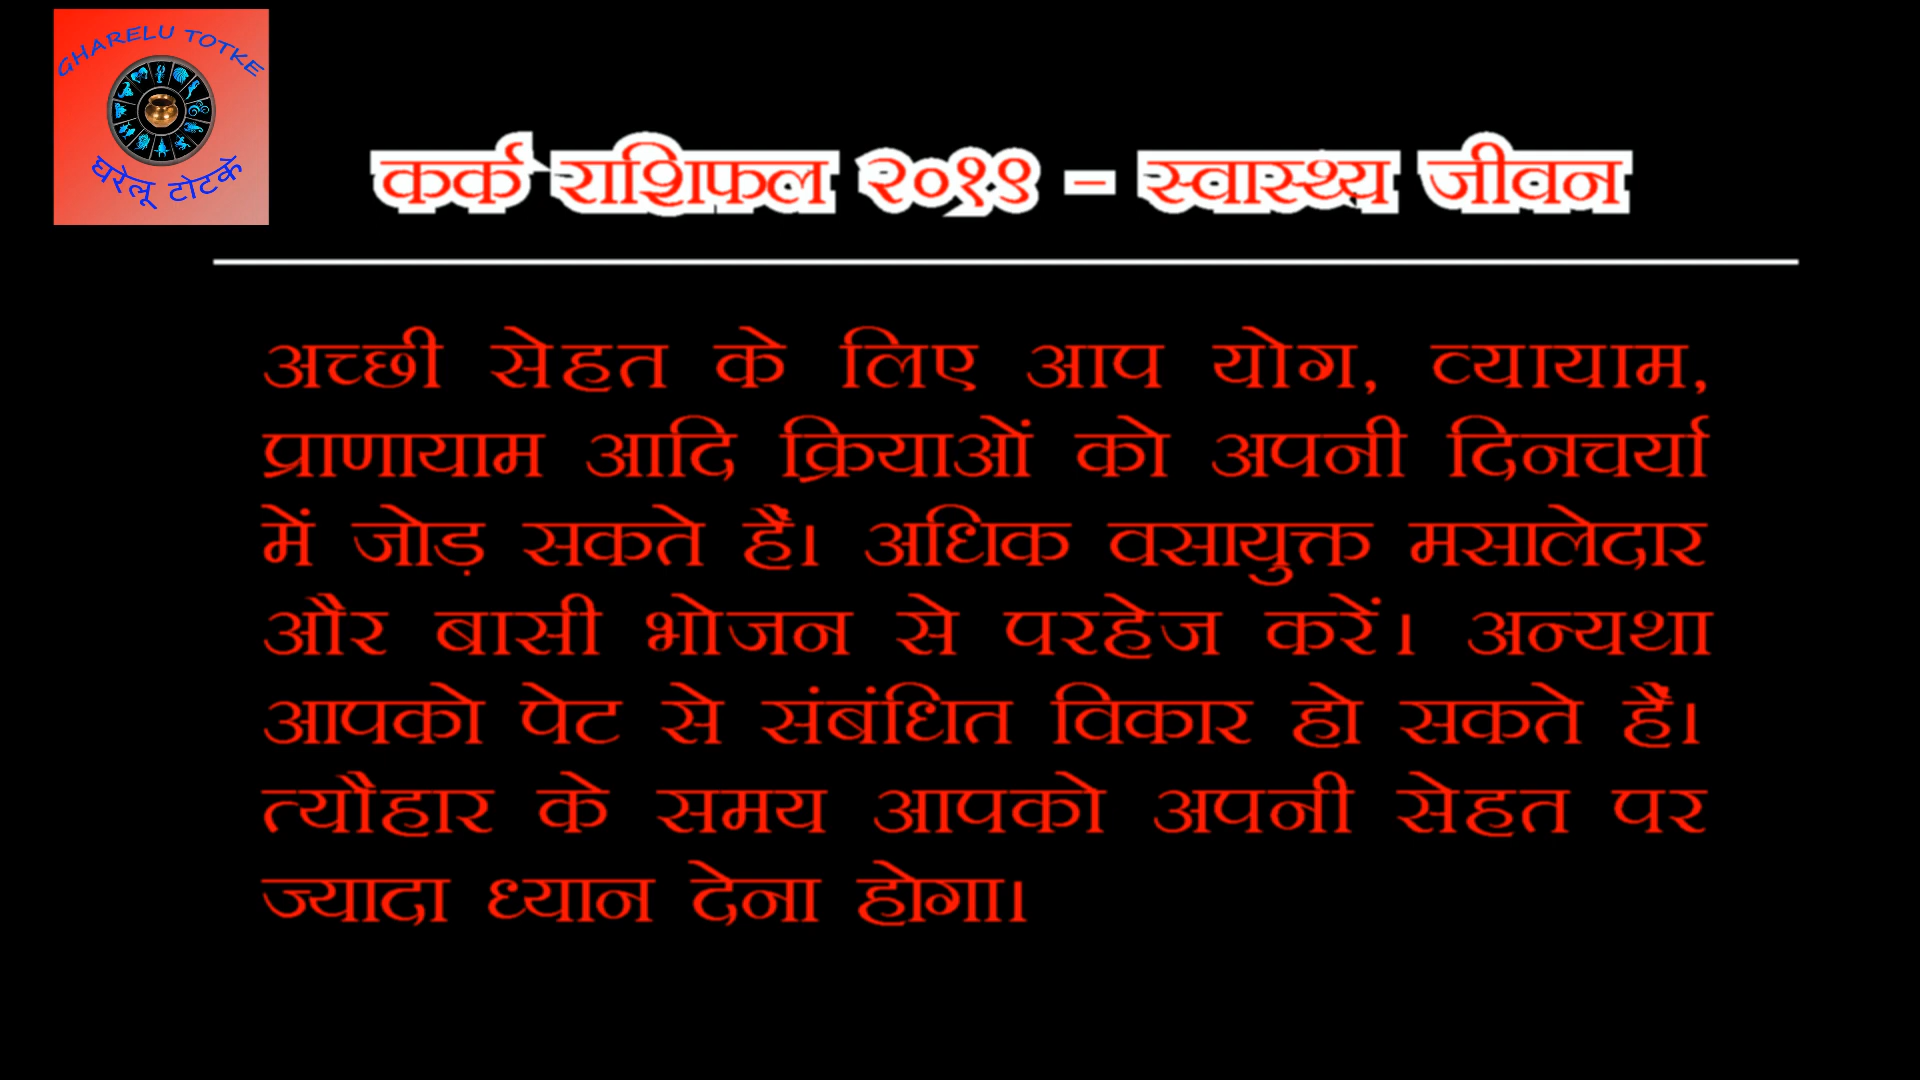 GHARELU TOTKE
घरेलू टोटके
कर्क राशिफल २०१९ – स्वास्थ्य जीवन
अच्छी सेहत के लिए आप योग, व्यायाम,
प्राणायाम आदि क्रियाओं को अपनी दिनचर्या
में जोड़ सकते हैं। अधिक वसायुक्त मसालेदार
और बासी भोजन से परहेज करें। अन्यथा
आपको पेट से संबंधित विकार हो सकते हैं।
त्यौहार के समय आपको अपनी सेहत पर
ज्यादा ध्यान देना होगा।